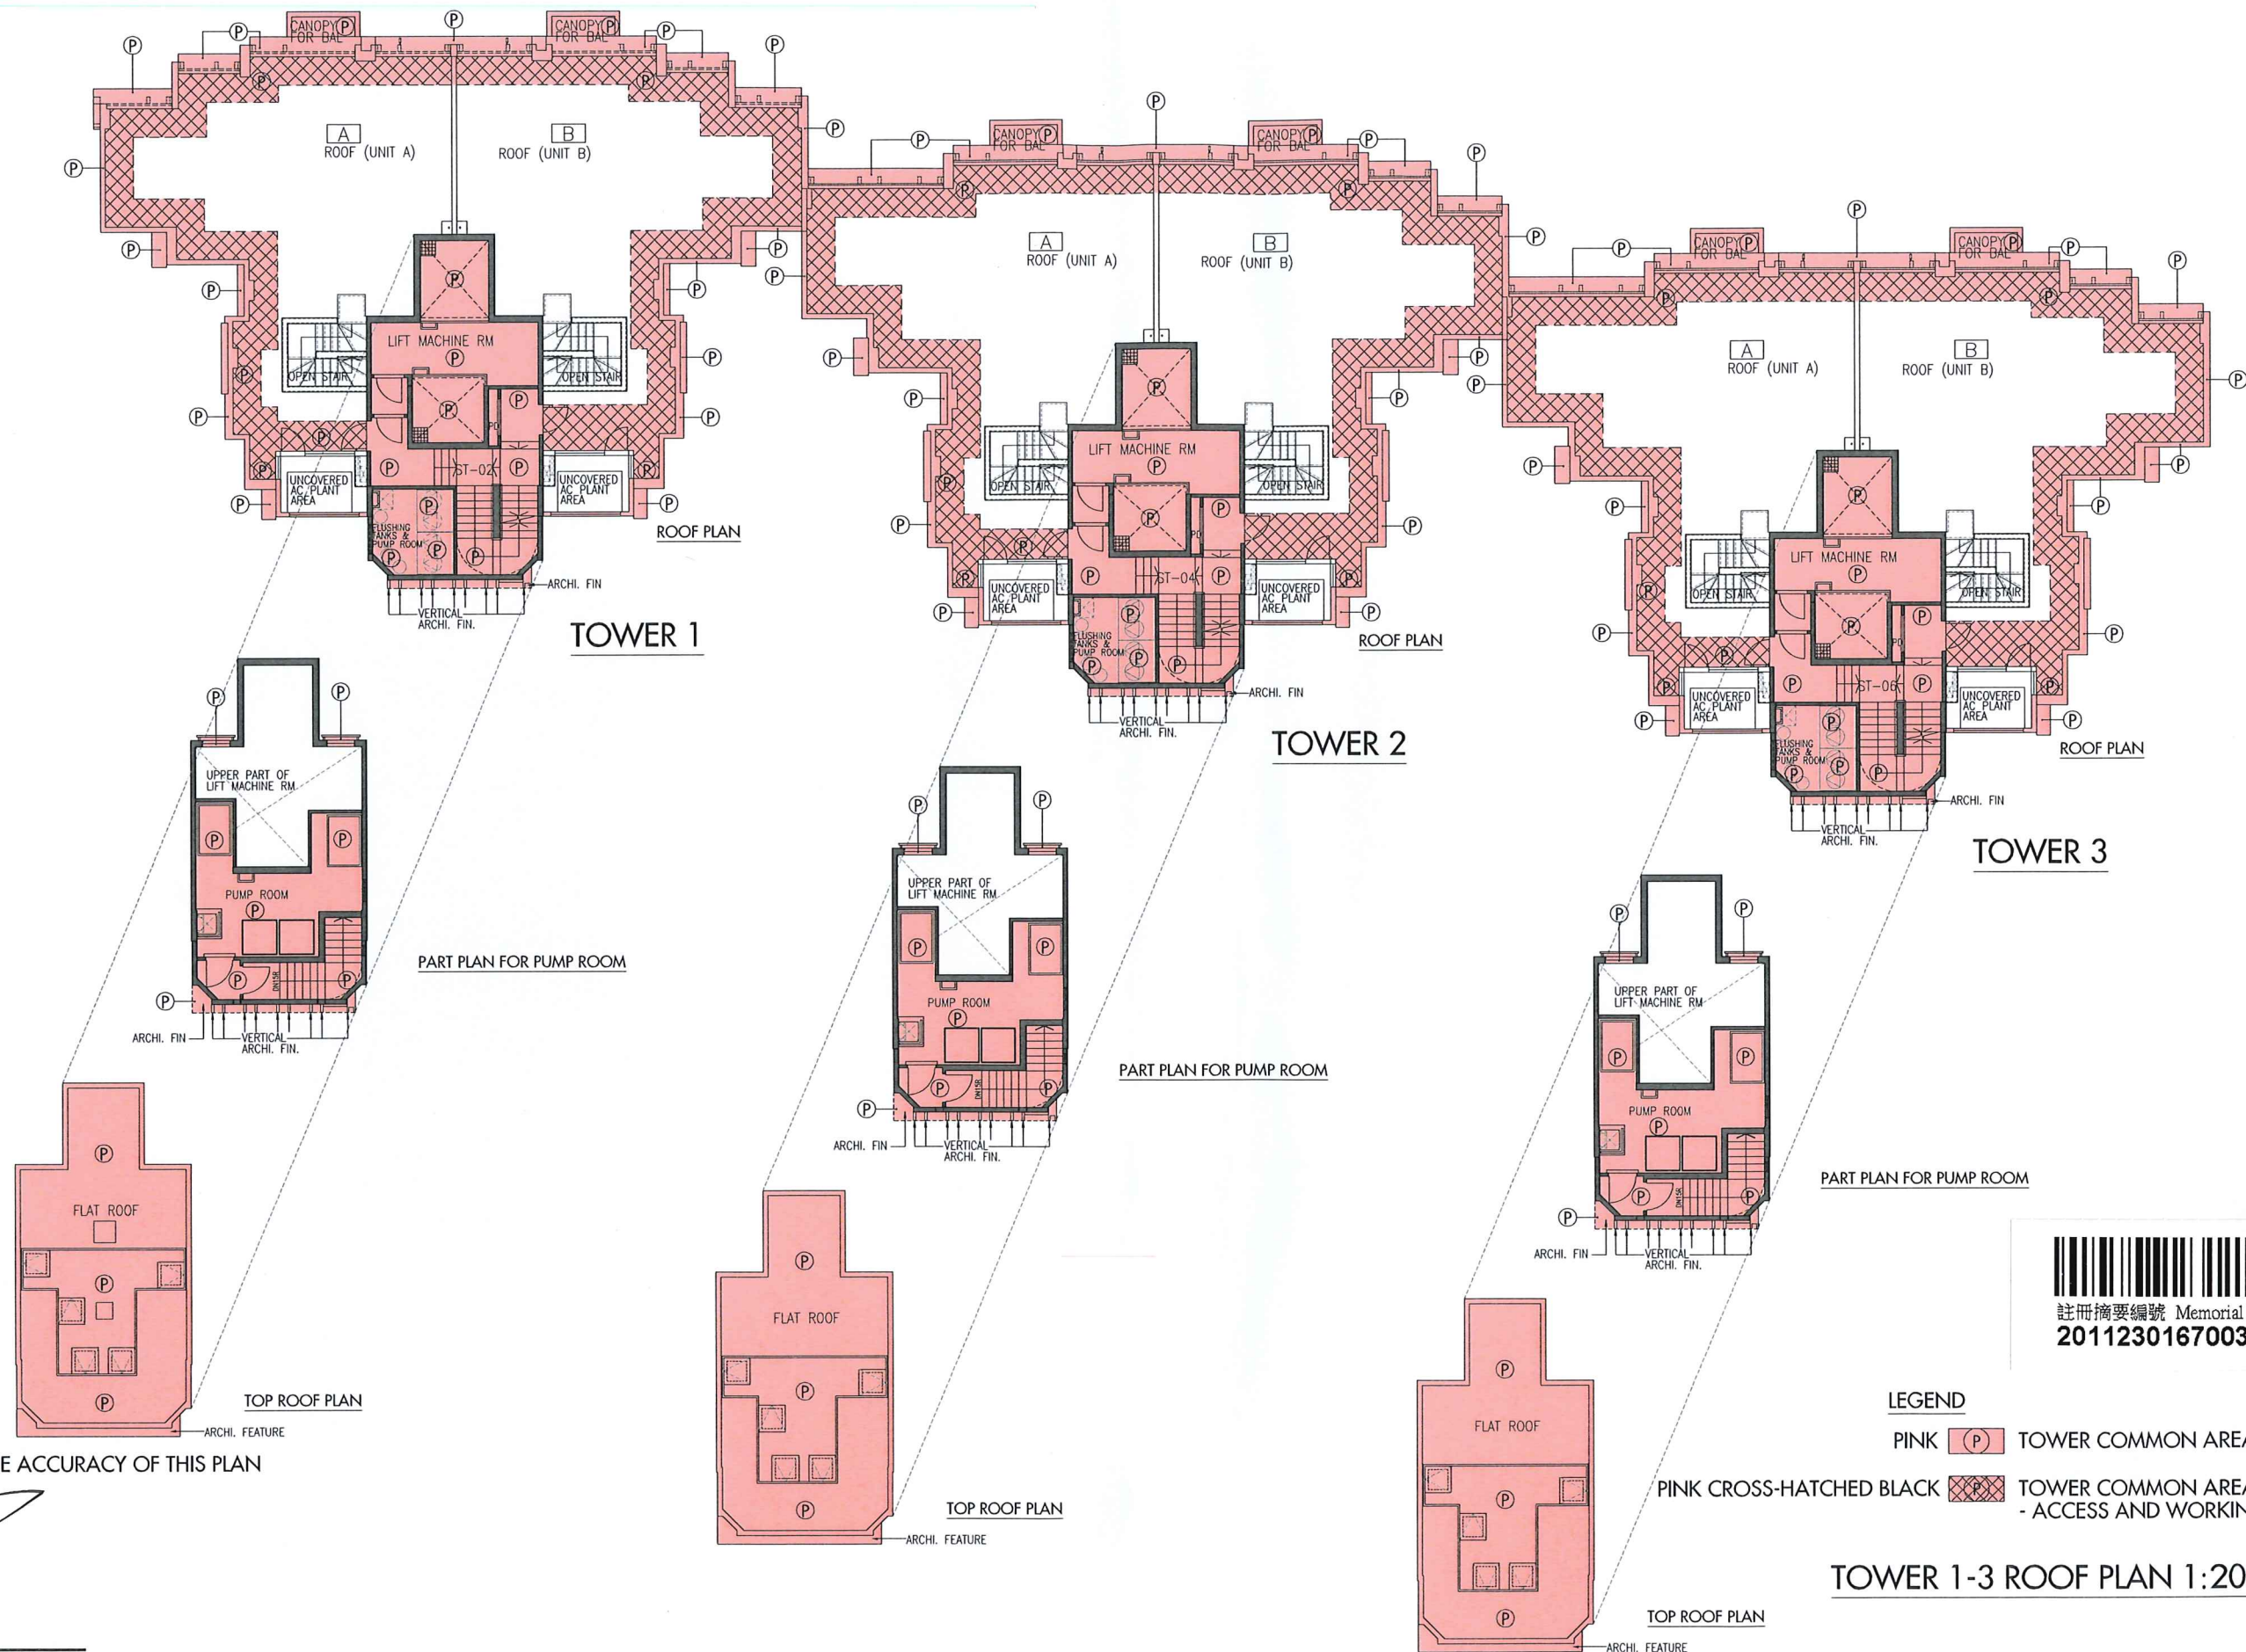 CANOPY P
FOR BAL
CANOPY P
FOR BAL
P
P
P
P
P
P
P
A
ROOF (UNIT A)
B
ROOF (UNIT B)
P
P
P
P
P
P
P
P
LIFT MACHINE RM
P
OPEN STAIR
OPEN STAIR
P
P
P
P
P
P
P
PD
P
P
ST-02
P
P
P
UNCOVERED
AC PLANT
AREA
UNCOVERED
AC PLANT
AREA
P
P
P
FLUSHING
TANKS &
PUMP ROOM
P
P
P
ROOF PLAN
ARCHI. FIN
VERTICAL
ARCHI. FIN.
TOWER 1
P
P
UPPER PART OF
LIFT MACHINE RM
P
P
PUMP ROOM
P
P
DN15R
P
P
ARCHI. FIN
VERTICAL
ARCHI. FIN.
PART PLAN FOR PUMP ROOM
P
FLAT ROOF
P
P
TOP ROOF PLAN
ARCHI. FEATURE
E ACCURACY OF THIS PLAN
CANOPY P
FOR BAL
CANOPY P
FOR BAL
P
P
P
P
P
P
A
ROOF (UNIT A)
B
ROOF (UNIT B)
P
P
P
P
P
P
P
LIFT MACHINE RM
P
OPEN STAIR
OPEN STAIR
P
P
P
P
P
P
PD
P
P
ST-04
P
P
P
UNCOVERED
AC PLANT
AREA
UNCOVERED
AC PLANT
AREA
P
P
P
FLUSHING
TANKS &
PUMP ROOM
P
P
P
ROOF PLAN
ARCHI. FIN
VERTICAL
ARCHI. FIN.
TOWER 2
P
P
UPPER PART OF
LIFT MACHINE RM
P
P
PUMP ROOM
P
P
DN15R
P
P
ARCHI. FIN
VERTICAL
ARCHI. FIN.
PART PLAN FOR PUMP ROOM
P
FLAT ROOF
P
P
TOP ROOF PLAN
ARCHI. FEATURE
CANOPY P
FOR BAL
CANOPY P
FOR BAL
P
P
P
P
P
P
A
ROOF (UNIT A)
B
ROOF (UNIT B)
P
P
P
P
P
P
P
LIFT MACHINE RM
P
OPEN STAIR
OPEN STAIR
P
P
P
P
P
PD
P
P
ST-06
P
P
P
UNCOVERED
AC PLANT
AREA
UNCOVERED
AC PLANT
AREA
P
P
P
FLUSHING
TANKS &
PUMP ROOM
P
P
P
ROOF PLAN
ARCHI. FIN
VERTICAL
ARCHI. FIN.
TOWER 3
P
P
UPPER PART OF
LIFT MACHINE RM
P
P
PUMP ROOM
P
P
DN15R
P
P
ARCHI. FIN
VERTICAL
ARCHI. FIN.
PART PLAN FOR PUMP ROOM
P
FLAT ROOF
P
P
TOP ROOF PLAN
ARCHI. FEATURE
註冊摘要編號 Memorial
2011230167003
LEGEND
PINK P TOWER COMMON AREA
PINK CROSS-HATCHED BLACK P TOWER COMMON AREA
- ACCESS AND WORKIN
TOWER 1-3 ROOF PLAN 1:20